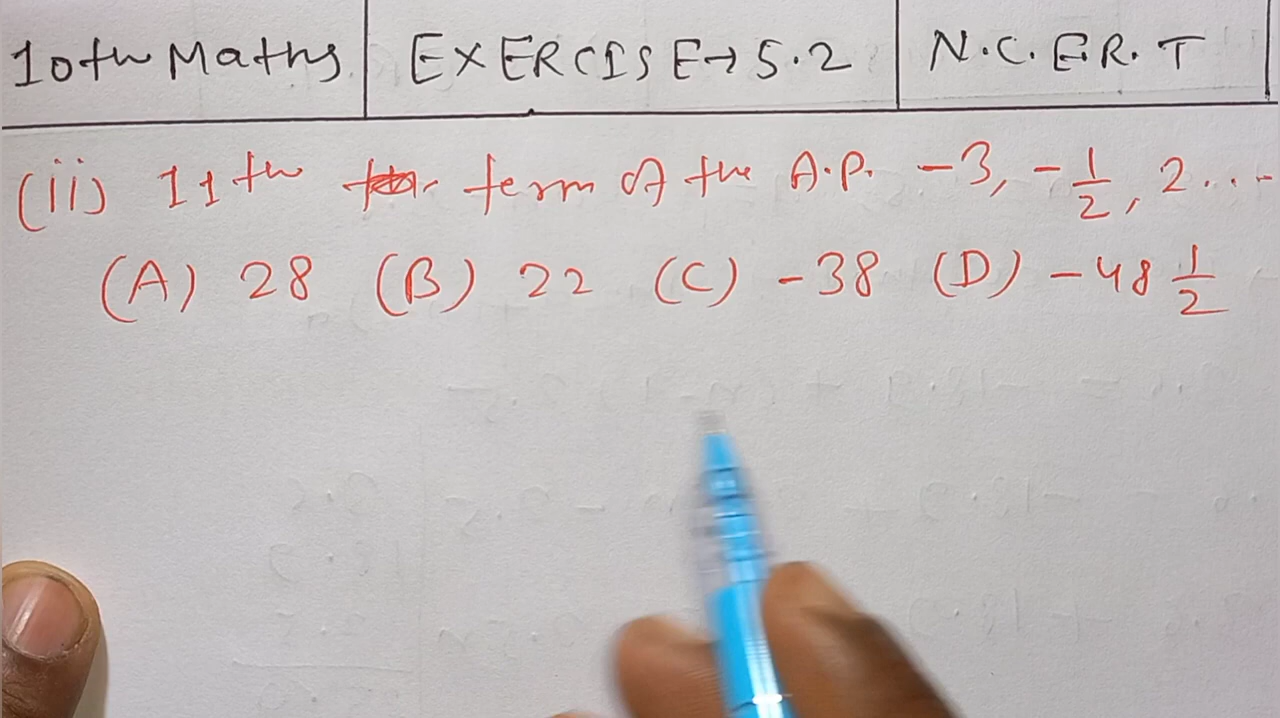 10th Maths EXERCISE→5.2 N.C.E.R.T
(ii) 11th term of the A.P. -3, -1/2, 2...-
(A) 28 (B) 22 (C) -38 (D) -48 1/2